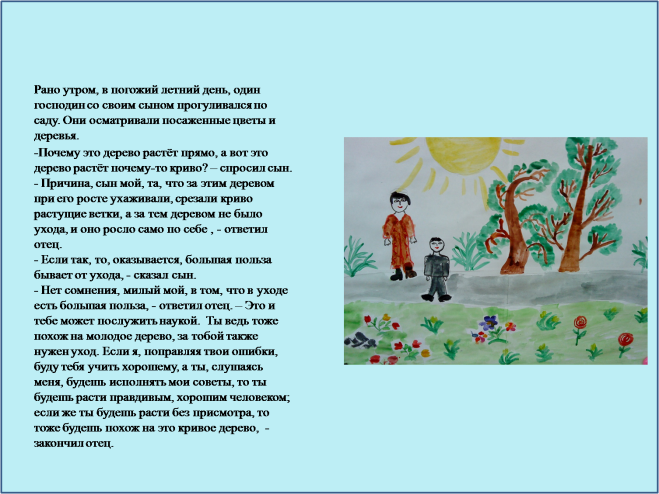 Рано утром, в погожий летний день, один
господин со своим сыном прогуливался по
саду. Они осматривали посаженные цветы и
деревья.
-Почему это дерево растёт прямо, а вот это
дерево растёт почему-то криво? – спросил сын.
- Причина, сын мой, та, что за этим деревом
при его росте ухаживали, срезали криво
растущие ветки, а за тем деревом не было
ухода, и оно росло само по себе , - ответил
отец.
- Если так, то, оказывается, большая польза
бывает от ухода, - сказал сын.
- Нет сомнения, милый мой, в том, что в уходе
есть большая польза, - ответил отец. – Это и
тебе может послужить наукой.  Ты ведь тоже
похож на молодое дерево, за тобой также
нужен уход. Если я, поправляя твои ошибки,
буду тебя учить хорошему, а ты, слушаясь
меня, будешь исполнять мои советы, то ты
будешь расти правдивым, хорошим человеком;
если же ты будешь расти без присмотра, то
тоже будешь похож на это кривое дерево,  -
закончил отец.